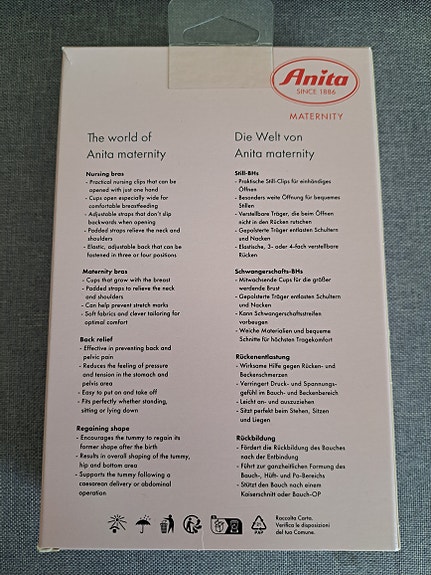 Anita
SINCE 1886
MATERNITY
The world of
Anita maternity
Nursing bras
- Practical nursing clips that can be
opened with just one hand
- Cups open especially wide for
comfortable breastfeeding
- Adjustable straps that don't slip
backwards when opening
- Padded straps relieve the neck and
shoulders
- Elastic, adjustable back that can be
fastened in three or four positions
Maternity bras
- Cups that grow with the breast
- Padded straps to relieve the neck
and shoulders
- Can help prevent stretch marks
- Soft fabrics and clever tailoring for
optimal comfort
Back relief
- Effective in preventing back and
pelvic pain
- Reduces the feeling of pressure
and tension in the stomach and
pelvis area
- Easy to put on and take off
- Fits perfectly whether standing,
sitting or lying down
Regaining shape
- Encourages the tummy to regain its
former shape after the birth
- Results in overall shaping of the tummy,
hip and bottom area
- Supports the tummy following a
caesarean delivery or abdominal
operation
Die Welt von
Anita maternity
Still-BHs
- Praktische Still-Clips für einhändiges
Öffnen
- Besonders weite Öffnung für bequemes
Stillen
- Verstellbare Träger, die beim Öffnen
nicht in den Rücken rutschen
- Gepolsterte Träger entlasten Schultern
und Nacken
- Elastische, 3- oder 4-fach verstellbare
Rücken
Schwangerschafts-BHs
- Mitwachsende Cups für die größer
werdende Brust
- Gepolsterte Träger entlasten Schultern
und Nacken
- Kann Schwangerschaftsstreifen
vorbeugen
- Weiche Materialien und bequeme
Schnitte für höchsten Tragekomfort
Rückenentlastung
- Wirksame Hilfe gegen Rücken- und
Beckenschmerzen
- Verringert Druck- und Spannungs-
gefühl im Bauch- und Beckenbereich
- Leicht an- und auszuziehen
- Sitzt perfekt beim Stehen, Sitzen
und Liegen
Rückbildung
- Fördert die Rückbildung des Bauches
nach der Entbindung
- Führt zur ganzheitlichen Formung des
Bauch-, Hüft- und Po-Bereichs
- Stützt den Bauch nach einem
Kaiserschnitt oder Bauch-OP
PAP
Raccolta Carta.
Verifica le disposizioni
del tuo Comune.